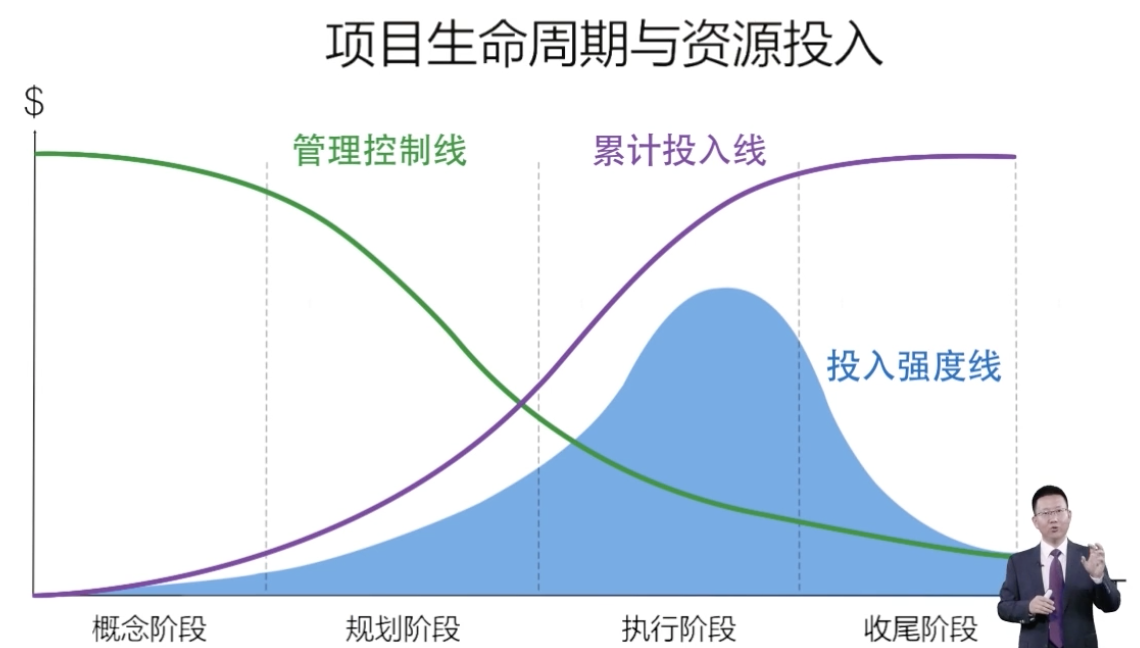 项目生命周期与资源投入
$
管理控制线
累计投入线
投入强度线
概念阶段
规划阶段
执行阶段
收尾阶段